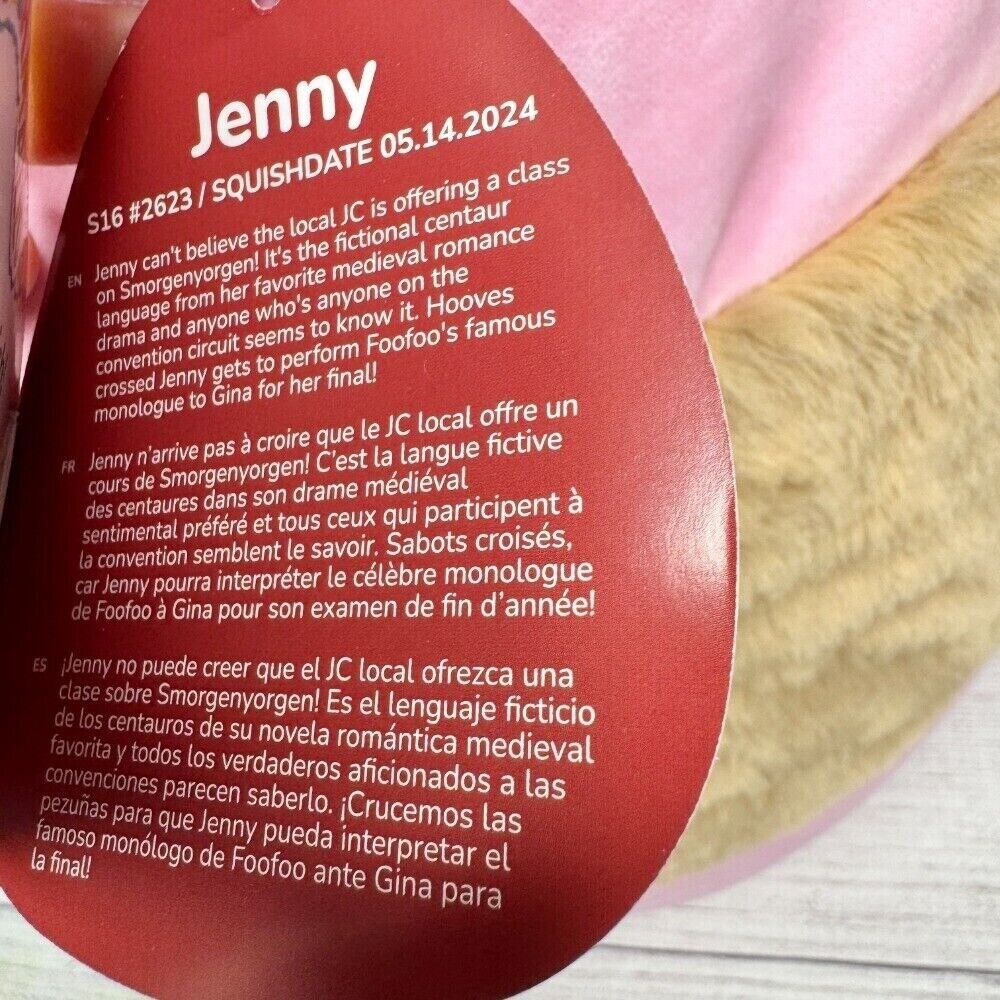 Jenny
S16 #2623 / SQUISHDATE 05.14.2024
EN Jenny can't believe the local JC is offering a class
on Smorgenyorgen! It's the fictional centaur
language from her favorite medieval romance
drama and anyone who's anyone on the
convention circuit seems to know it. Hooves
crossed Jenny gets to perform Foofoo's famous
monologue to Gina for her final!
FR Jenny n'arrive pas à croire que le JC local offre un
cours de Smorgenyorgen! C'est la langue fictive
des centaures dans son drame médiéval
sentimental préféré et tous ceux qui participent à
la convention semblent le savoir. Sabots croisés,
car Jenny pourra interpréter le célèbre monologue
de Foofoo à Gina pour son examen de fin d'année!
ES ¡Jenny no puede creer que el JC local ofrezca una
clase sobre Smorgenyorgen! Es el lenguaje ficticio
de los centauros de su novela romántica medieval
favorita y todos los verdaderos aficionados a las
convenciones parecen saberlo. ¡Crucemos las
pezuñas para que Jenny pueda interpretar el
famoso monólogo de Foofoo ante Gina para
la final!